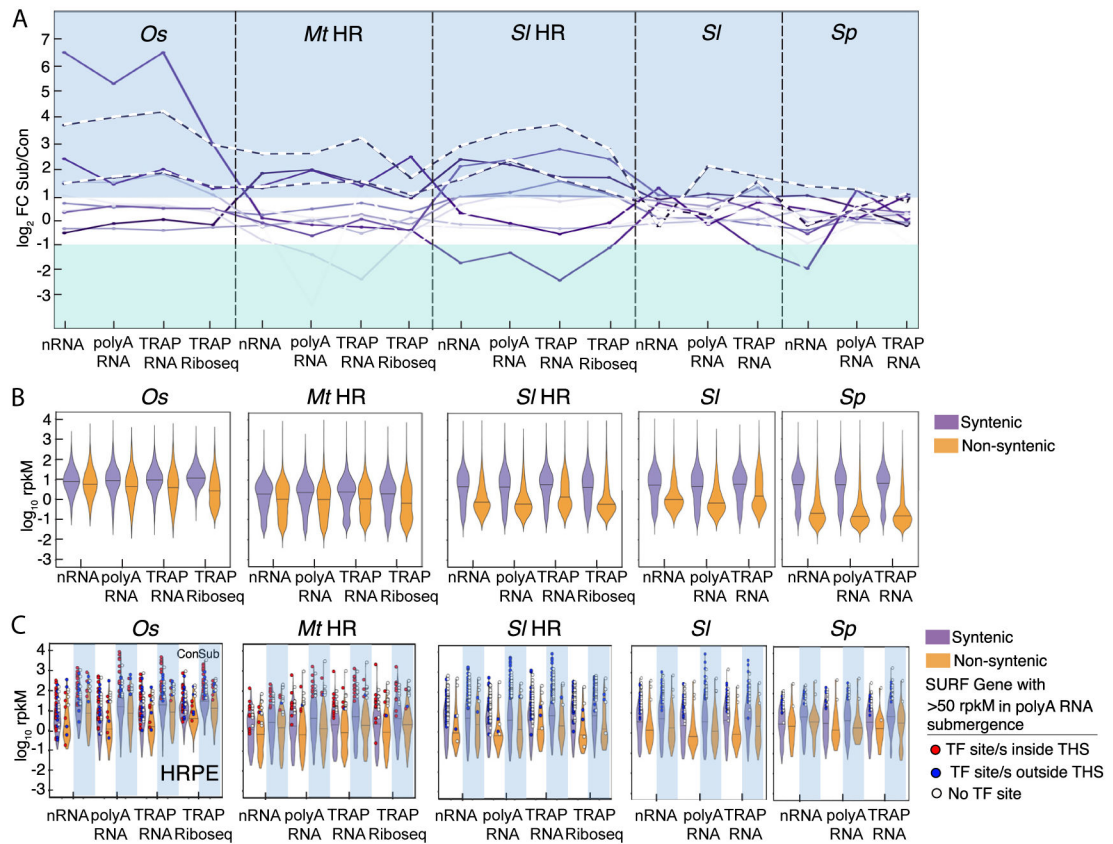 A
Os
Mt HR
Sl HR
Sl
Sp
log2 FC Sub/Con
7
6
5
4
3
2
1
0
-1
-2
-3
nRNA polyA RNA TRAP RNA TRAP Riboseq
nRNA polyA RNA TRAP RNA TRAP Riboseq
nRNA polyA RNA TRAP RNA TRAP Riboseq
nRNA polyA RNA TRAP RNA
nRNA polyA RNA TRAP RNA
B
Os
Mt HR
Sl HR
Sl
Sp
log10 rpkM
4
3
2
1
0
-1
-2
-3
nRNA polyA RNA TRAP RNA TRAP Riboseq
nRNA polyA RNA TRAP RNA TRAP Riboseq
nRNA polyA RNA TRAP RNA TRAP Riboseq
nRNA polyA RNA TRAP RNA
nRNA polyA RNA TRAP RNA
Syntenic
Non-syntenic
C
Os
Mt HR
Sl HR
Sl
Sp
log10 rpkM
4
3
2
1
0
-1
-2
-3
ConSub
HRPE
nRNA polyA RNA TRAP RNA TRAP Riboseq
nRNA polyA RNA TRAP RNA TRAP Riboseq
nRNA polyA RNA TRAP RNA TRAP Riboseq
nRNA polyA RNA TRAP RNA
nRNA polyA RNA TRAP RNA
Syntenic
Non-syntenic
SURF Gene with
>50 rpkM in polyA RNA
submergence
TF site/s inside THS
TF site/s outside THS
No TF site